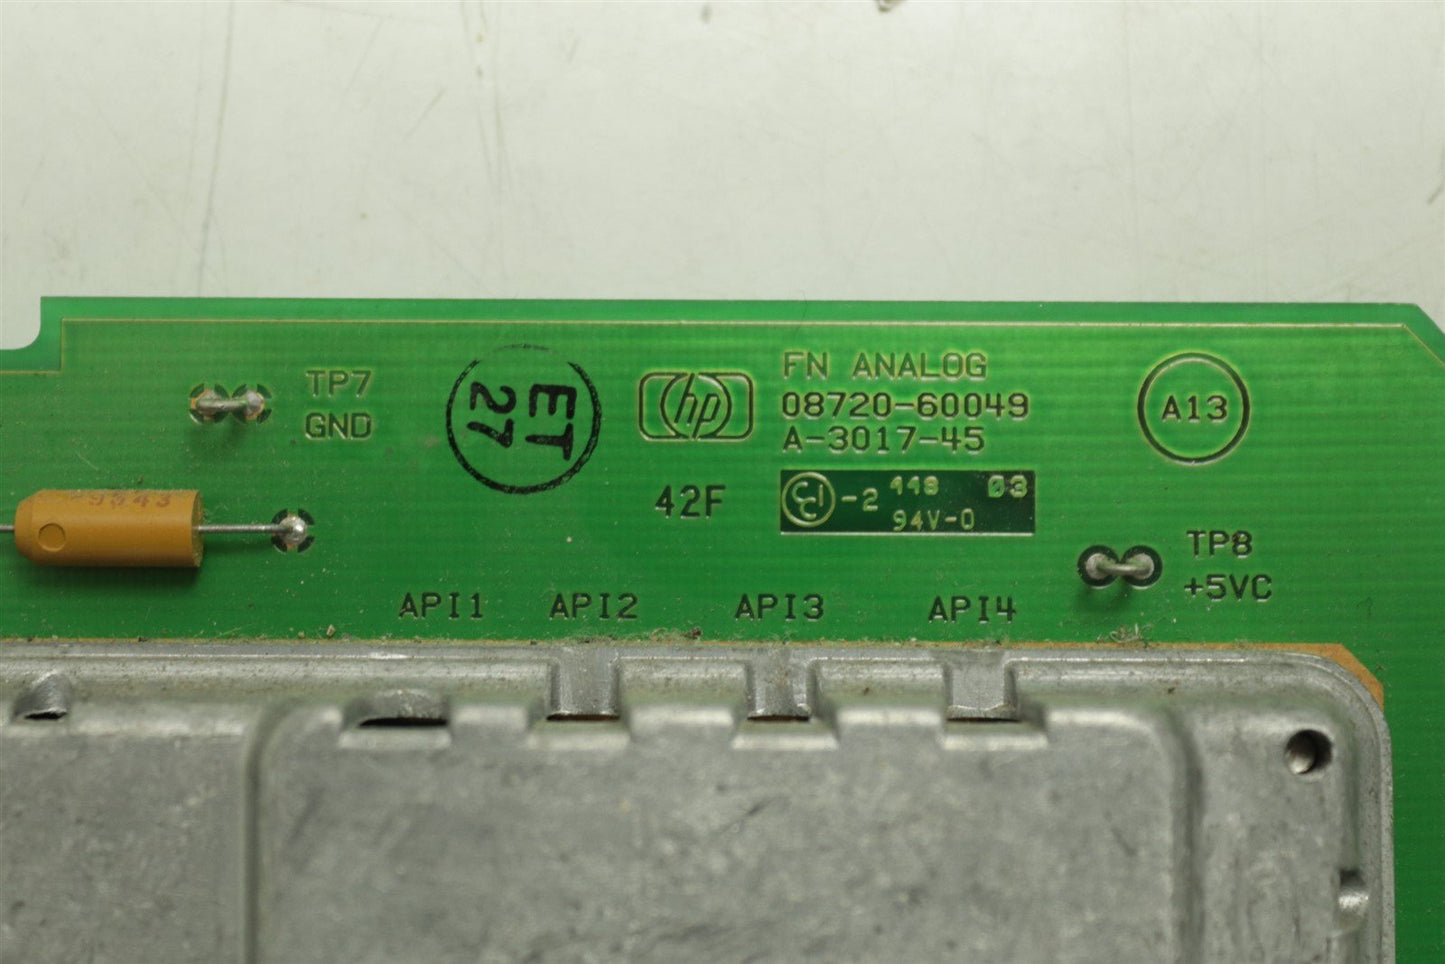 TP7
GND
ET
27
hp
FN ANALOG
08720-60049
A-3017-45
A13
42F
-2 448 03
94V-0
TP8
+5VC
API1 API2 API3 API4